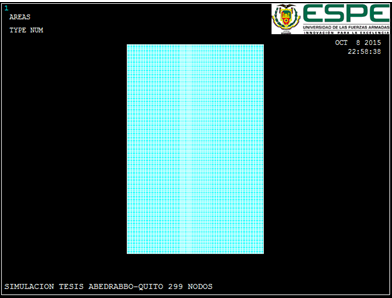 1
AREAS
TYPE NUM
ESPE
UNIVERSIDAD DE LAS FUERZAS ARMADAS
INNOVACIÓN PARA LA EXCELENCIA
OCT 8 2015
22:58:38
SIMULACION TESIS ABEDRABBO-QUITO 299 NODOS